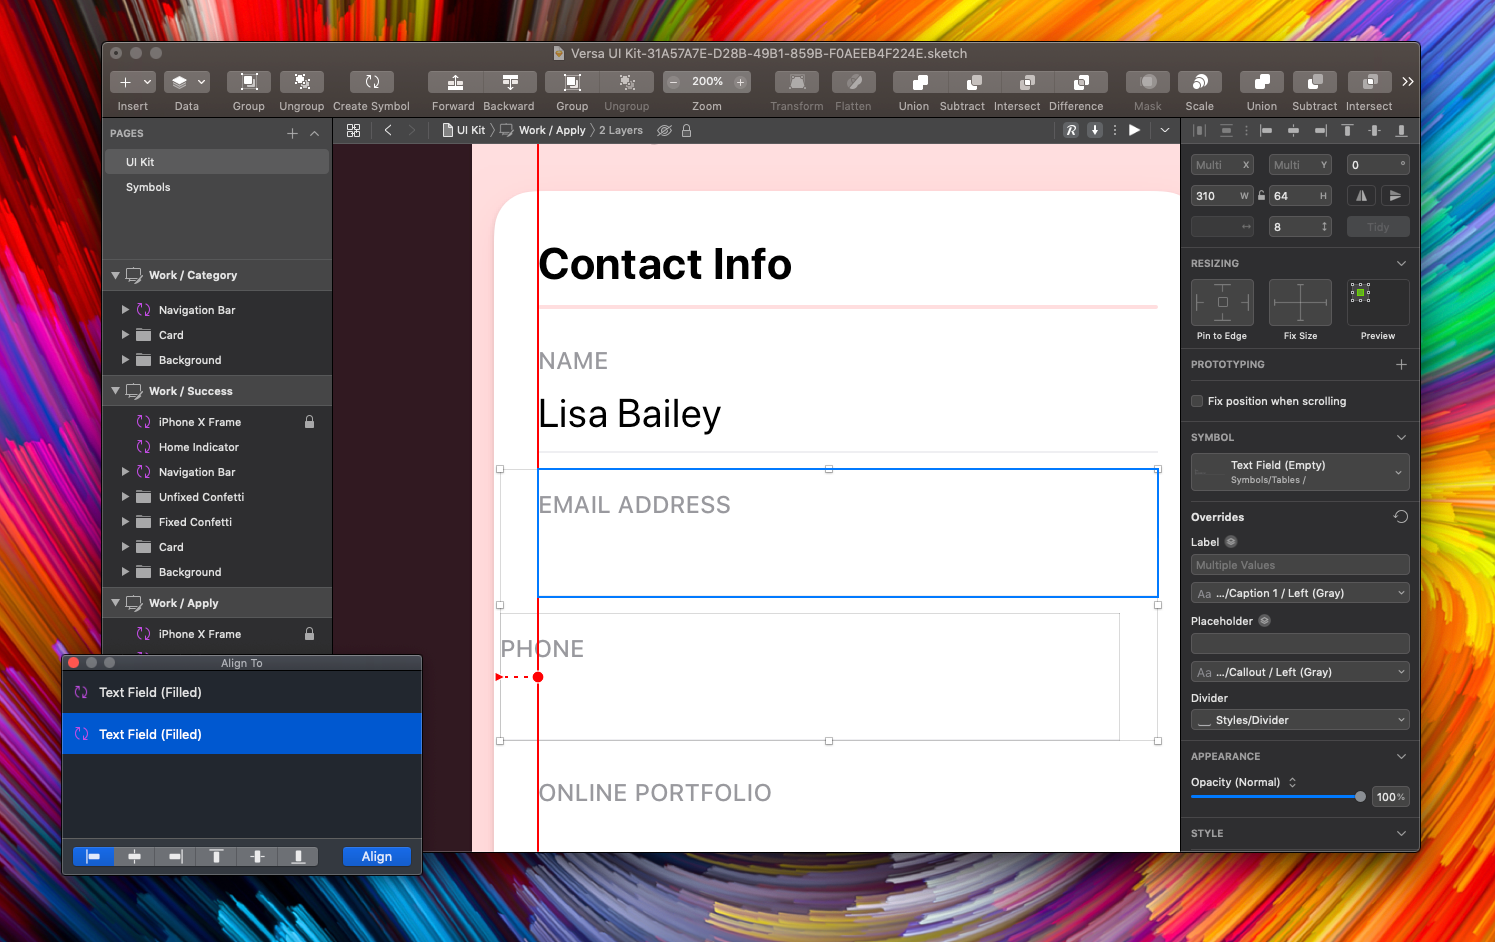 Versa UI Kit-31A57A7E-D28B-49B1-859B-F0AEEB4F224E.sketch
200%
Insert Data Group Ungroup Create Symbol Forward Backward Group Ungroup Zoom Transform Flatten Union Subtract Intersect Difference Mask Scale Union Subtract Intersect
PAGES
UI Kit Work / Apply 2 Layers
UI Kit
Symbols
Work / Category
Navigation Bar
Card
Background
Work / Success
iPhone X Frame
Home Indicator
Navigation Bar
Unfixed Confetti
Fixed Confetti
Card
Background
Work / Apply
iPhone X Frame
Align To
Text Field (Filled)
Text Field (Filled)
Align
Contact Info
NAME
Lisa Bailey
EMAIL ADDRESS
PHONE
ONLINE PORTFOLIO
Multi X Multi Y 0 °
310 W 64 H
8 Tidy
RESIZING
Pin to Edge Fix Size Preview
PROTOTYPING
Fix position when scrolling
SYMBOL
Text Field (Empty)
Symbols/Tables /
Overrides
Label
Multiple Values
Aa .../Caption 1 / Left (Gray)
Placeholder
Aa .../Callout / Left (Gray)
Divider
Styles/Divider
APPEARANCE
Opacity (Normal)
100%
STYLE